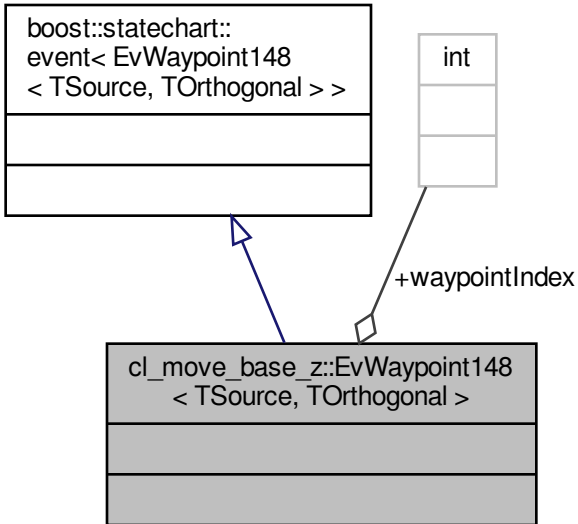 boost::statechart::
event< EvWaypoint148
< TSource, TOrthogonal > >
int
+waypointIndex
cl_move_base_z::EvWaypoint148
< TSource, TOrthogonal >